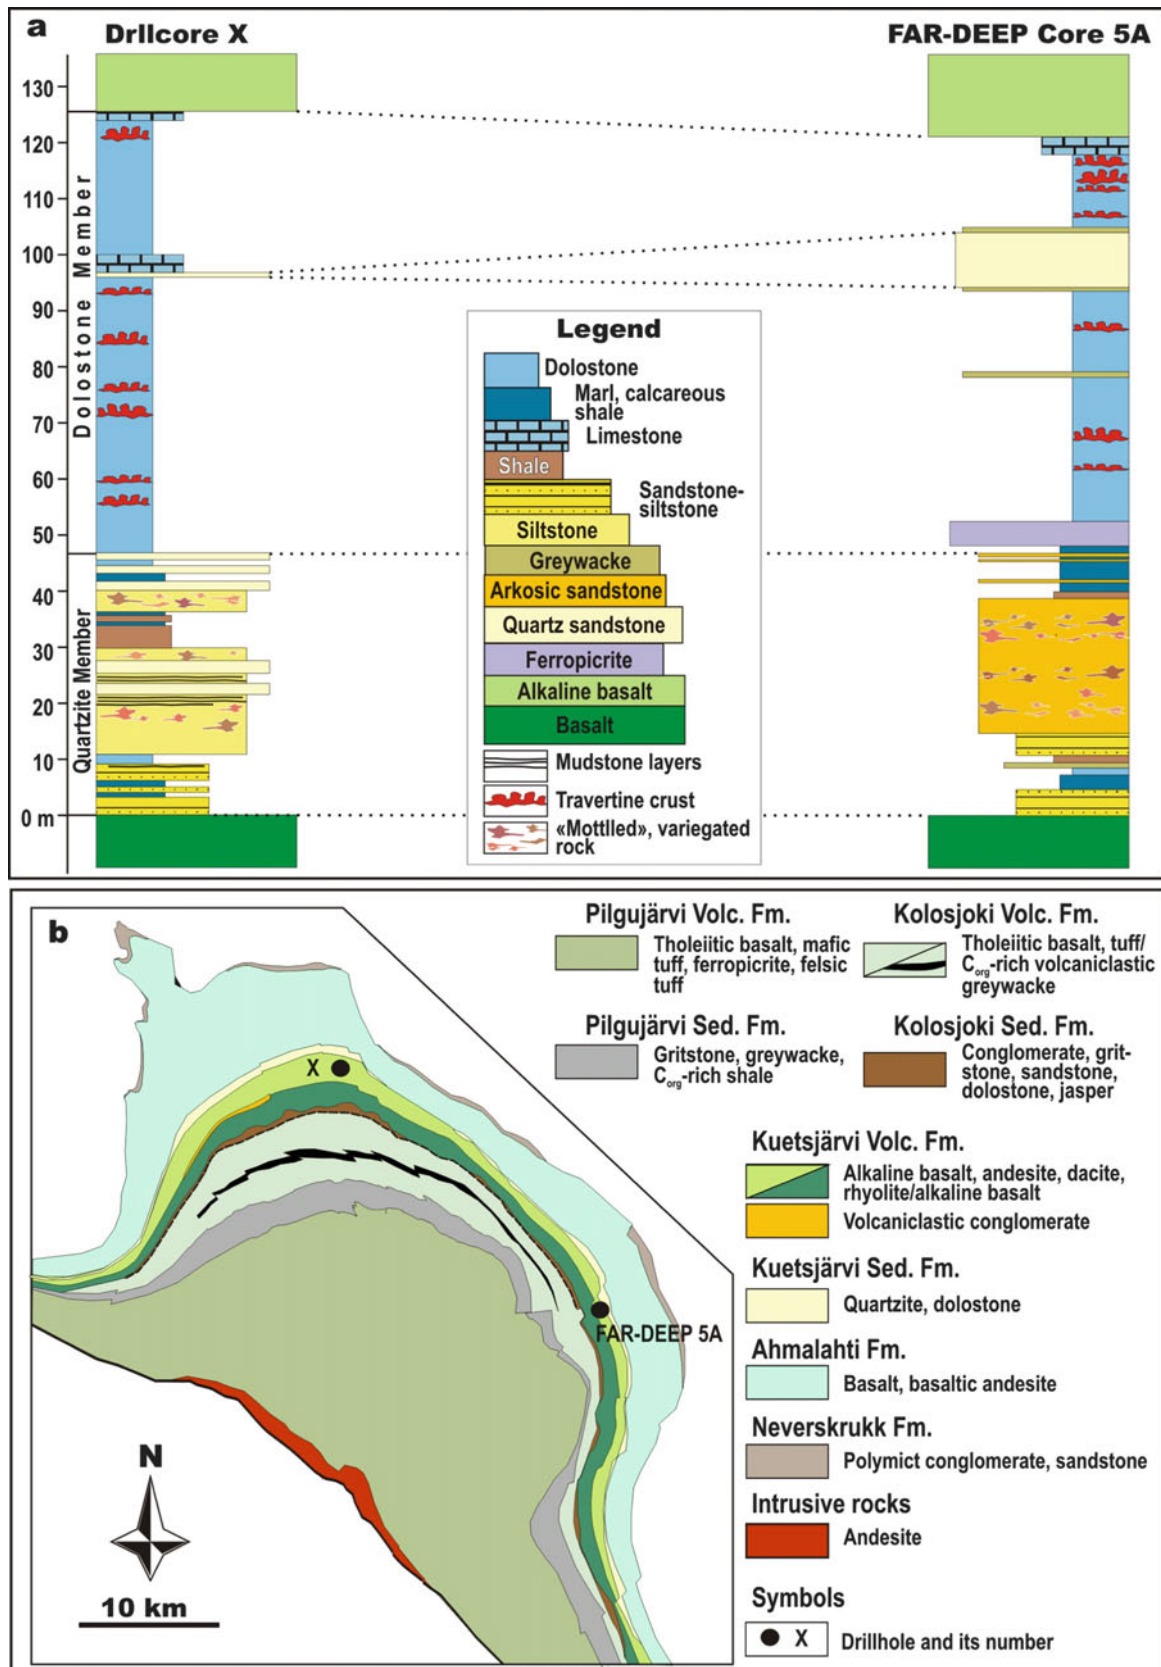 a
Drllcore X
FAR-DEEP Core 5A
130
120
110
100
90
80
70
60
50
40
30
20
10
0 m
Dolostone Member
Quartzite Member
Legend
Dolostone
Marl, calcareous
shale
Limestone
Shale
Sandstone-
siltstone
Siltstone
Greywacke
Arkosic sandstone
Quartz sandstone
Ferropicrite
Alkaline basalt
Basalt
Mudstone layers
Travertine crust
«Mottlled», variegated
rock
b
X
FAR-DEEP 5A
N
10 km
Pilgujärvi Volc. Fm.
Tholeiitic basalt, mafic
tuff, ferropicrite, felsic
tuff
Kolosjoki Volc. Fm.
Tholeiitic basalt, tuff/
Corg-rich volcaniclastic
greywacke
Pilgujärvi Sed. Fm.
Gritstone, greywacke,
Corg-rich shale
Kolosjoki Sed. Fm.
Conglomerate, grit-
stone, sandstone,
dolostone, jasper
Kuetsjärvi Volc. Fm.
Alkaline basalt, andesite, dacite,
rhyolite/alkaline basalt
Volcaniclastic conglomerate
Kuetsjärvi Sed. Fm.
Quartzite, dolostone
Ahmalahti Fm.
Basalt, basaltic andesite
Neverskrukk Fm.
Polymict conglomerate, sandstone
Intrusive rocks
Andesite
Symbols
X
Drillhole and its number